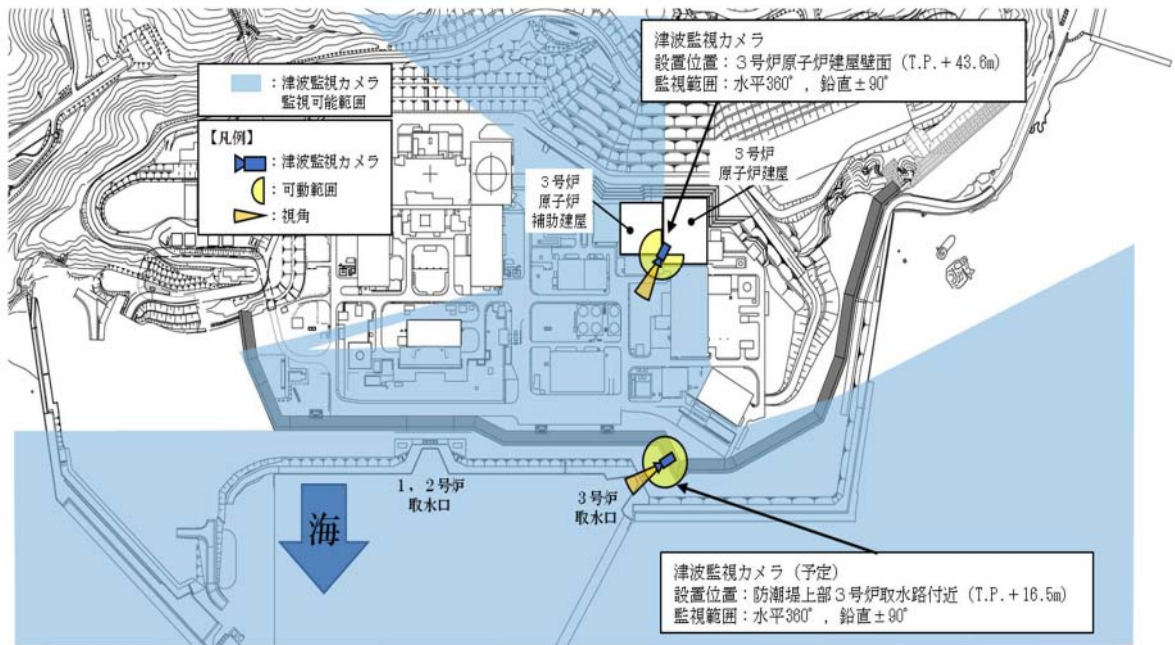 津波監視カメラ
設置位置：３号炉原子炉建屋壁面（T.P.＋43.6m）
監視範囲：水平360°，鉛直±90°
：津波監視カメラ
監視可能範囲
【凡例】
：津波監視カメラ
：可動範囲
：視角
３号炉
原子炉
補助建屋
３号炉
原子炉建屋
１，２号炉
取水口
３号炉
取水口
海
津波監視カメラ（予定）
設置位置：防潮堤上部３号炉取水路付近（T.P.＋16.5m）
監視範囲：水平360°，鉛直±90°